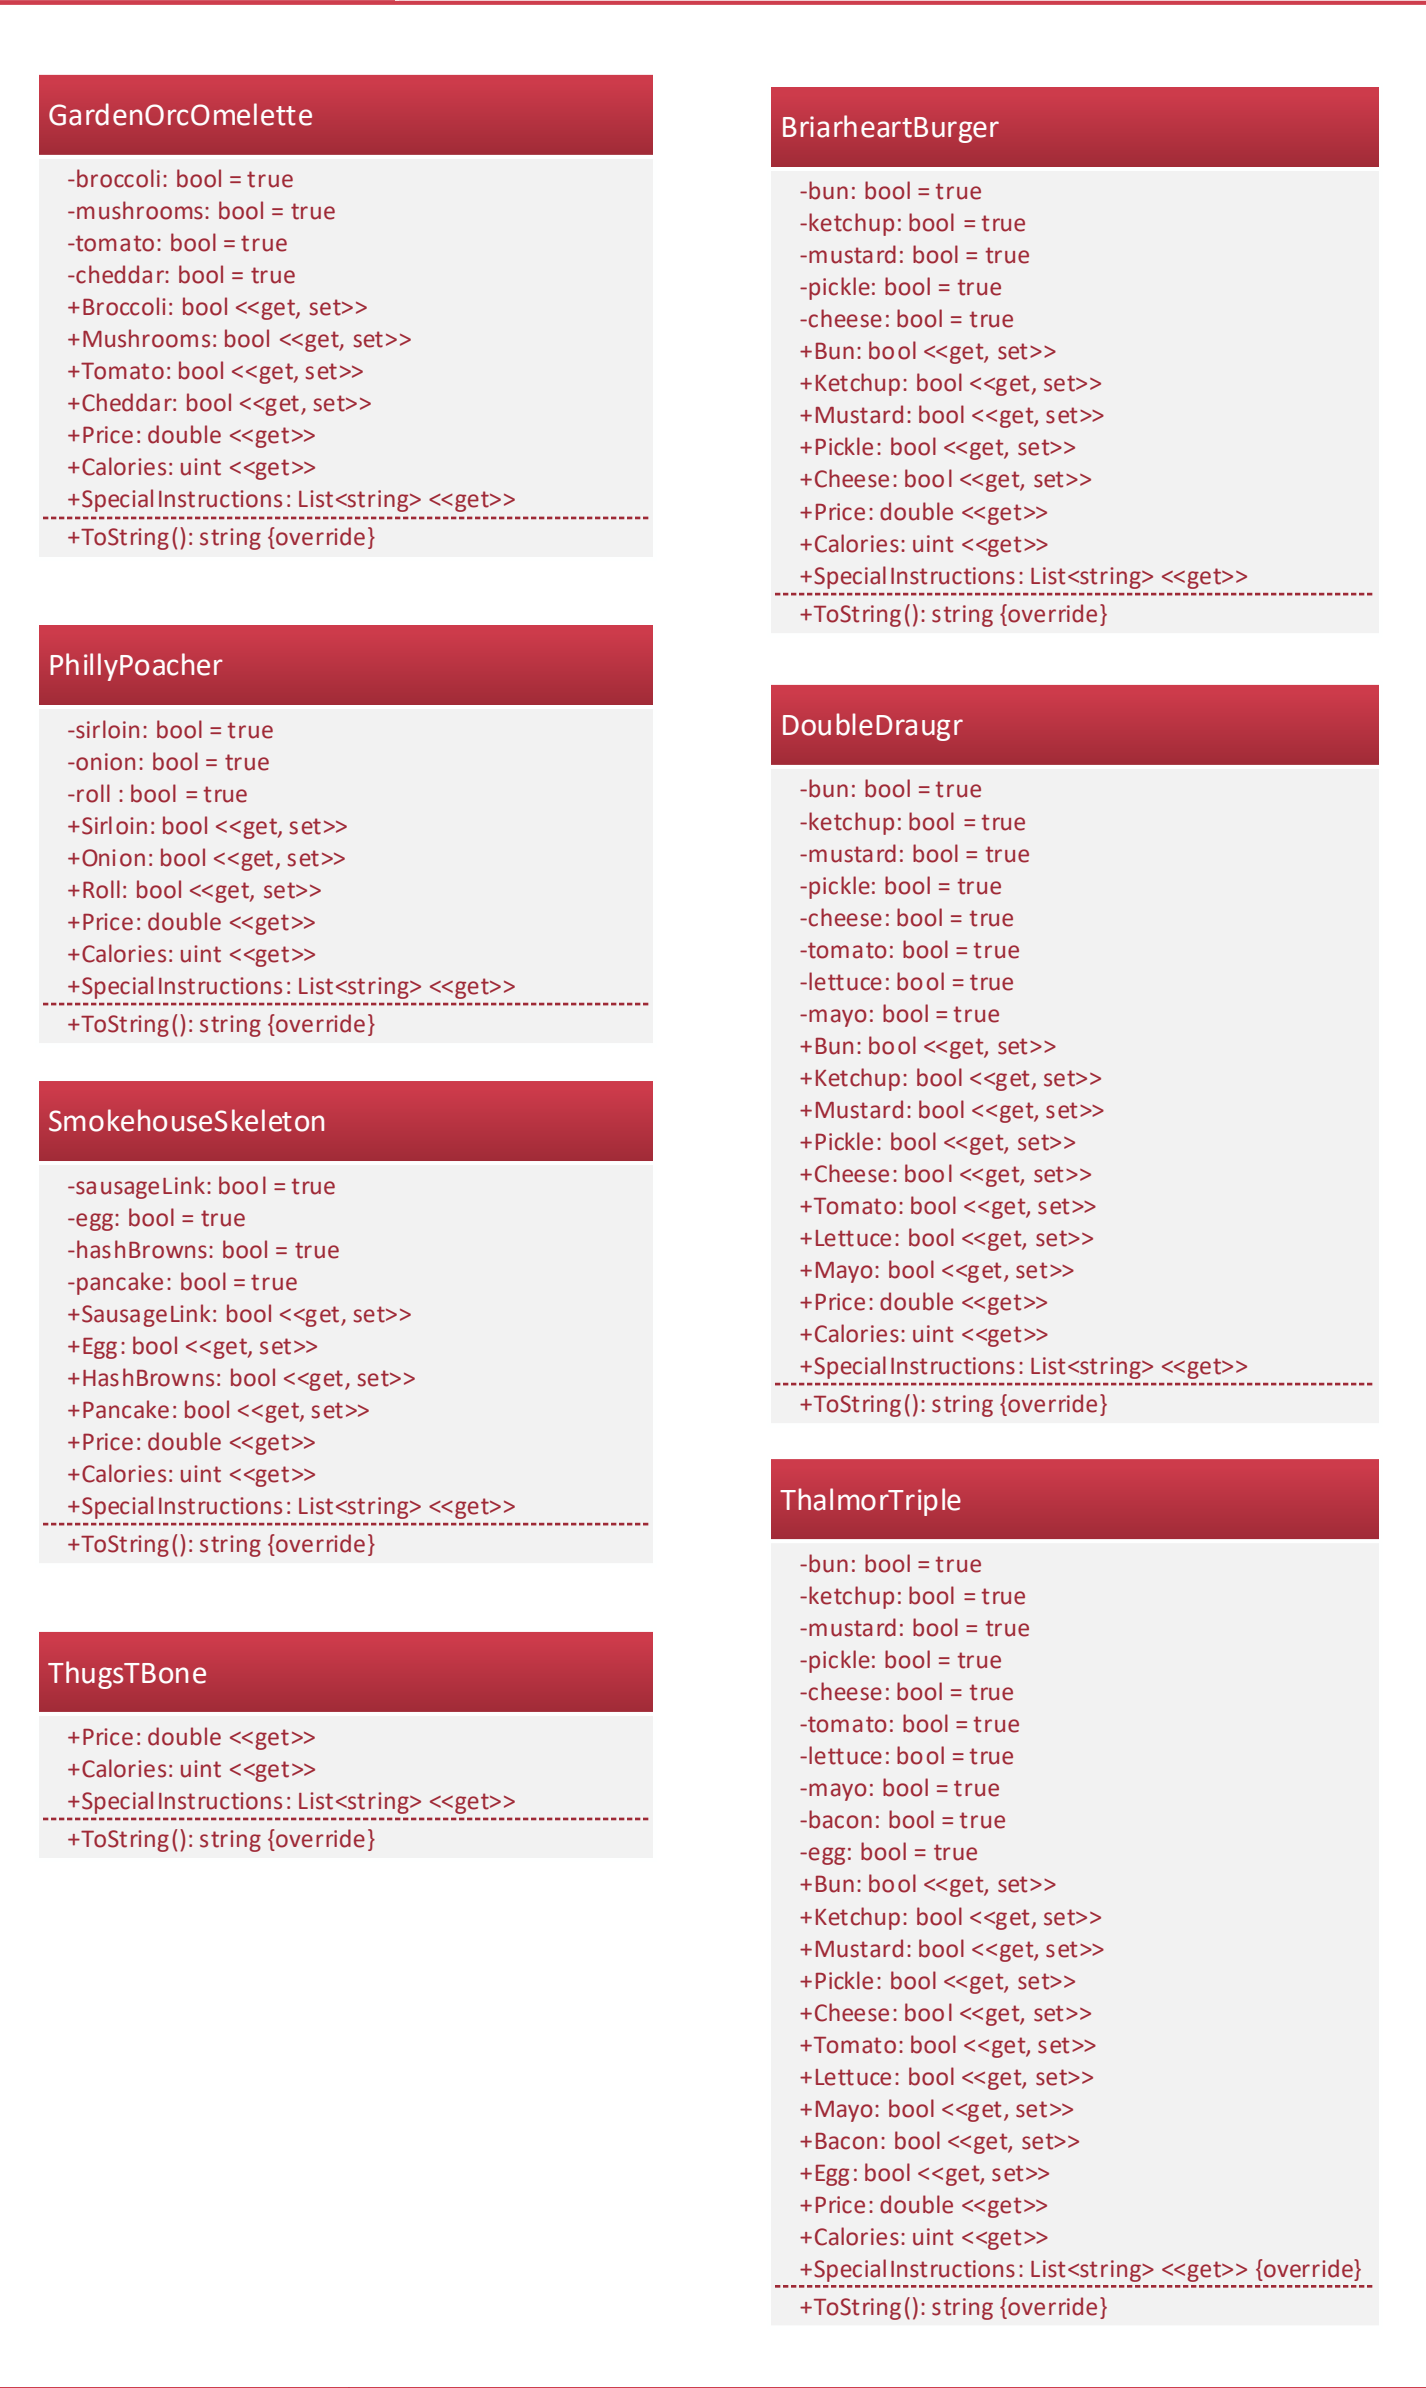 GardenOrcOmelette
-broccoli: bool = true
-mushrooms: bool = true
-tomato: bool = true
-cheddar: bool = true
+Broccoli: bool <<get, set>>
+Mushrooms: bool <<get, set>>
+Tomato: bool <<get, set>>
+Cheddar: bool <<get, set>>
+Price: double <<get>>
+Calories: uint <<get>>
+SpecialInstructions: List<string> <<get>>
+ToString(): string {override}
PhillyPoacher
-sirloin: bool = true
-onion: bool = true
-roll : bool = true
+Sirloin: bool <<get, set>>
+Onion: bool <<get, set>>
+Roll: bool <<get, set>>
+Price: double <<get>>
+Calories: uint <<get>>
+SpecialInstructions: List<string> <<get>>
+ToString(): string {override}
SmokehouseSkeleton
-sausageLink: bool = true
-egg: bool = true
-hashBrowns: bool = true
-pancake: bool = true
+SausageLink: bool <<get, set>>
+Egg: bool <<get, set>>
+HashBrowns: bool <<get, set>>
+Pancake: bool <<get, set>>
+Price: double <<get>>
+Calories: uint <<get>>
+SpecialInstructions: List<string> <<get>>
+ToString(): string {override}
ThugsTBone
+Price: double <<get>>
+Calories: uint <<get>>
+SpecialInstructions: List<string> <<get>>
+ToString(): string {override}
BriarheartBurger
-bun: bool = true
-ketchup: bool = true
-mustard: bool = true
-pickle: bool = true
-cheese: bool = true
+Bun: bool <<get, set>>
+Ketchup: bool <<get, set>>
+Mustard: bool <<get, set>>
+Pickle: bool <<get, set>>
+Cheese: bool <<get, set>>
+Price: double <<get>>
+Calories: uint <<get>>
+SpecialInstructions: List<string> <<get>>
+ToString(): string {override}
DoubleDraugr
-bun: bool = true
-ketchup: bool = true
-mustard: bool = true
-pickle: bool = true
-cheese: bool = true
-tomato: bool = true
-lettuce: bool = true
-mayo: bool = true
+Bun: bool <<get, set>>
+Ketchup: bool <<get, set>>
+Mustard: bool <<get, set>>
+Pickle: bool <<get, set>>
+Cheese: bool <<get, set>>
+Tomato: bool <<get, set>>
+Lettuce: bool <<get, set>>
+Mayo: bool <<get, set>>
+Price: double <<get>>
+Calories: uint <<get>>
+SpecialInstructions: List<string> <<get>>
+ToString(): string {override}
ThalmorTriple
-bun: bool = true
-ketchup: bool = true
-mustard: bool = true
-pickle: bool = true
-cheese: bool = true
-tomato: bool = true
-lettuce: bool = true
-mayo: bool = true
-bacon: bool = true
-egg: bool = true
+Bun: bool <<get, set>>
+Ketchup: bool <<get, set>>
+Mustard: bool <<get, set>>
+Pickle: bool <<get, set>>
+Cheese: bool <<get, set>>
+Tomato: bool <<get, set>>
+Lettuce: bool <<get, set>>
+Mayo: bool <<get, set>>
+Bacon: bool <<get, set>>
+Egg: bool <<get, set>>
+Price: double <<get>>
+Calories: uint <<get>>
+SpecialInstructions: List<string> <<get>> {override}
+ToString(): string {override}